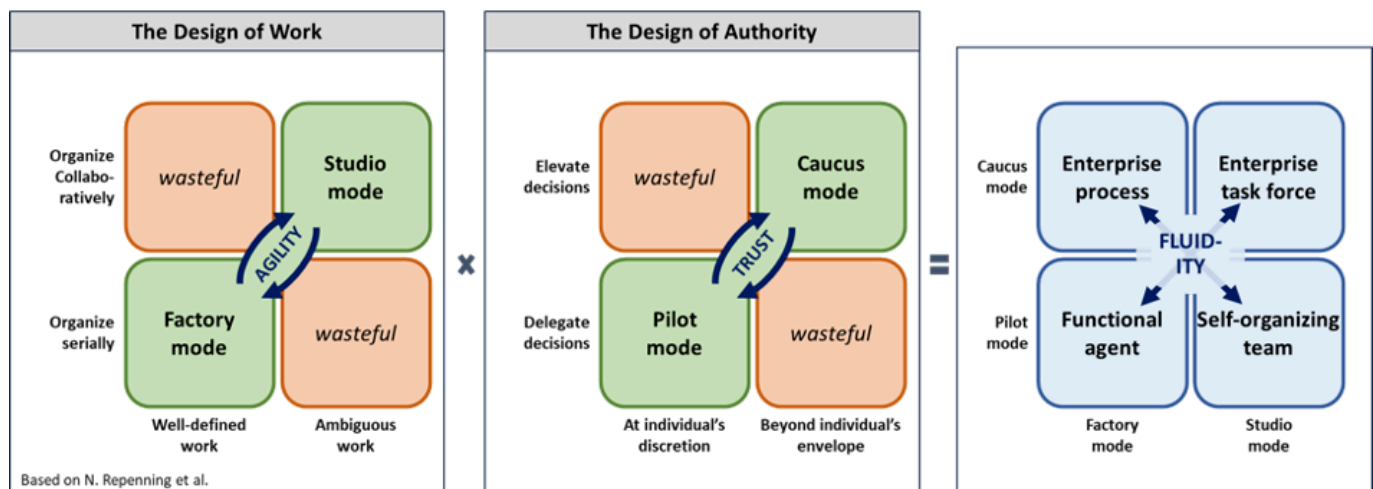 The Design of Work
Organize
Collabo-
ratively
wasteful
Studio
mode
AGILITY
Organize
serially
Factory
mode
wasteful
Well-defined
work
Ambiguous
work
Based on N. Repenning et al.
×
The Design of Authority
Elevate
decisions
wasteful
Caucus
mode
TRUST
Delegate
decisions
Pilot
mode
wasteful
At individual's
discretion
Beyond individual's
envelope
=
Caucus
mode
Enterprise
process
Enterprise
task force
FLUID-
ITY
Pilot
mode
Functional
agent
Self-organizing
team
Factory
mode
Studio
mode